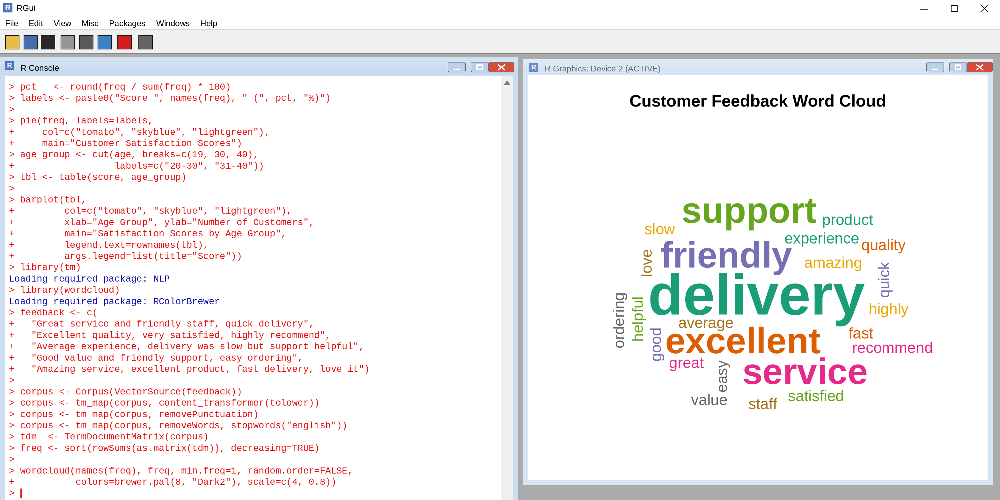 R RGui
File Edit View Misc Packages Windows Help
R R Console
> pct   <- round(freq / sum(freq) * 100)
> labels <- paste0("Score ", names(freq), " (", pct, "%)")
>
> pie(freq, labels=labels,
+     col=c("tomato", "skyblue", "lightgreen"),
+     main="Customer Satisfaction Scores")
> age_group <- cut(age, breaks=c(19, 30, 40),
+                  labels=c("20-30", "31-40"))
> tbl <- table(score, age_group)
>
> barplot(tbl,
+         col=c("tomato", "skyblue", "lightgreen"),
+         xlab="Age Group", ylab="Number of Customers",
+         main="Satisfaction Scores by Age Group",
+         legend.text=rownames(tbl),
+         args.legend=list(title="Score"))
> library(tm)
Loading required package: NLP
> library(wordcloud)
Loading required package: RColorBrewer
> feedback <- c(
+   "Great service and friendly staff, quick delivery",
+   "Excellent quality, very satisfied, highly recommend",
+   "Average experience, delivery was slow but support helpful",
+   "Good value and friendly support, easy ordering",
+   "Amazing service, excellent product, fast delivery, love it")
>
> corpus <- Corpus(VectorSource(feedback))
> corpus <- tm_map(corpus, content_transformer(tolower))
> corpus <- tm_map(corpus, removePunctuation)
> corpus <- tm_map(corpus, removeWords, stopwords("english"))
> tdm  <- TermDocumentMatrix(corpus)
> freq <- sort(rowSums(as.matrix(tdm)), decreasing=TRUE)
>
> wordcloud(names(freq), freq, min.freq=1, random.order=FALSE,
+           colors=brewer.pal(8, "Dark2"), scale=c(4, 0.8))
>
R R Graphics: Device 2 (ACTIVE)
Customer Feedback Word Cloud
support
product
slow
experience
quality
friendly
love
amazing
quick
delivery
highly
ordering
helpful
average
good
excellent
fast
recommend
great
easy
service
value
staff
satisfied